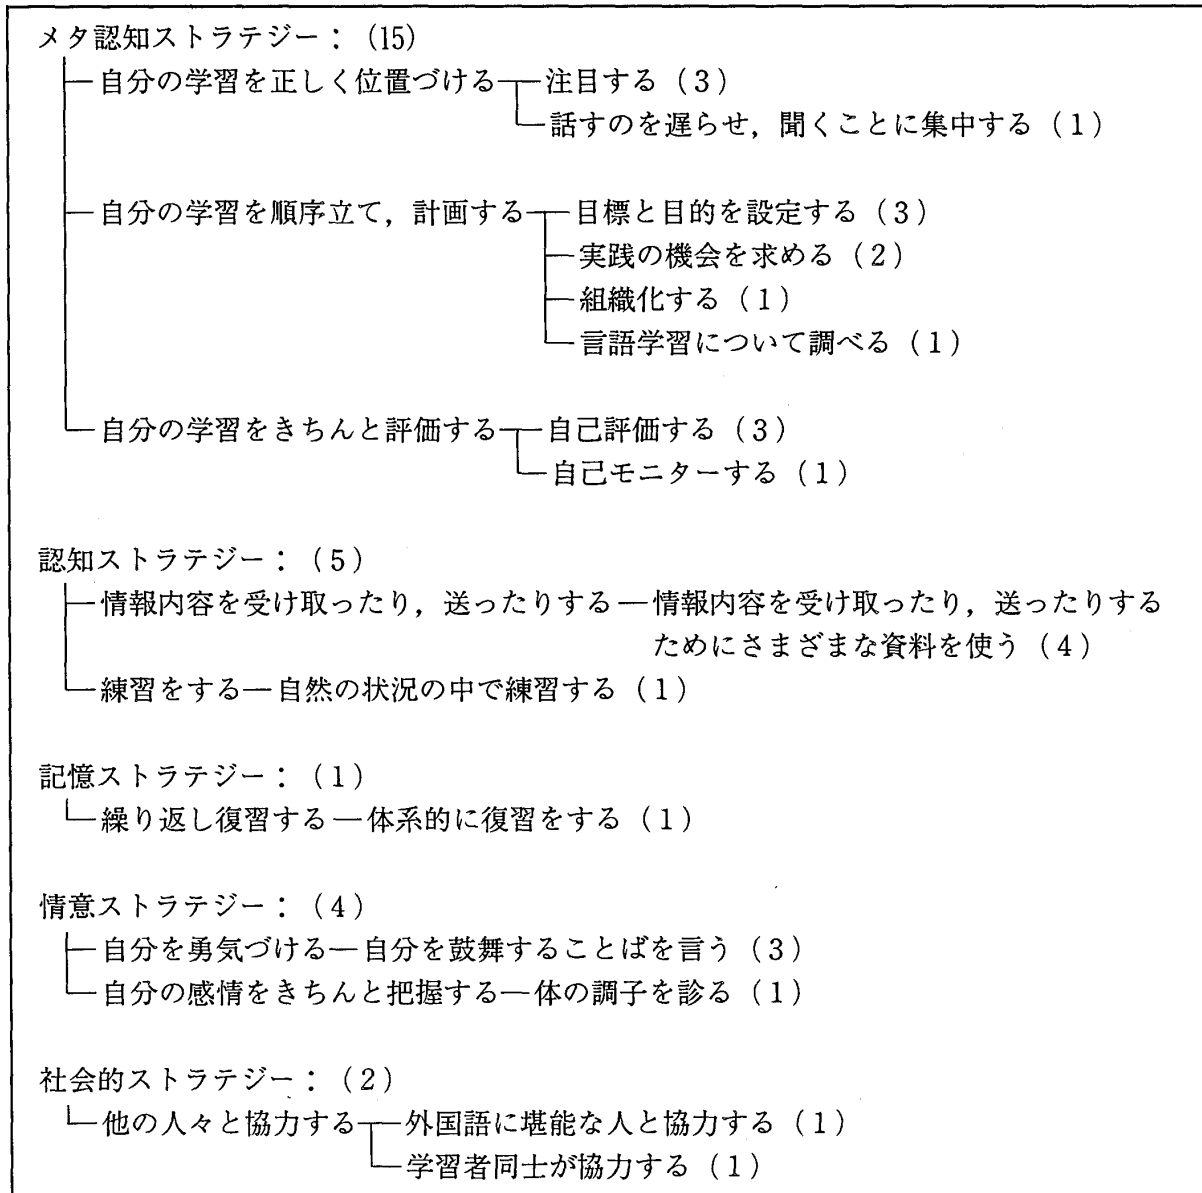 メタ認知ストラテジー：(15)
自分の学習を正しく位置づける 注目する（3）
話すのを遅らせ，聞くことに集中する（1）
自分の学習を順序立て，計画する 目標と目的を設定する（3）
実践の機会を求める（2）
組織化する（1）
言語学習について調べる（1）
自分の学習をきちんと評価する 自己評価する（3）
自己モニターする（1）
認知ストラテジー：（5）
情報内容を受け取ったり，送ったりする 情報内容を受け取ったり，送ったりする
ためにさまざまな資料を使う（4）
練習をする 自然の状況の中で練習する（1）
記憶ストラテジー：（1）
繰り返し復習する 体系的に復習をする（1）
情意ストラテジー：（4）
自分を勇気づける 自分を鼓舞することばを言う（3）
自分の感情をきちんと把握する 体の調子を診る（1）
社会的ストラテジー：（2）
他の人々と協力する 外国語に堪能な人と協力する（1）
学習者同士が協力する（1）